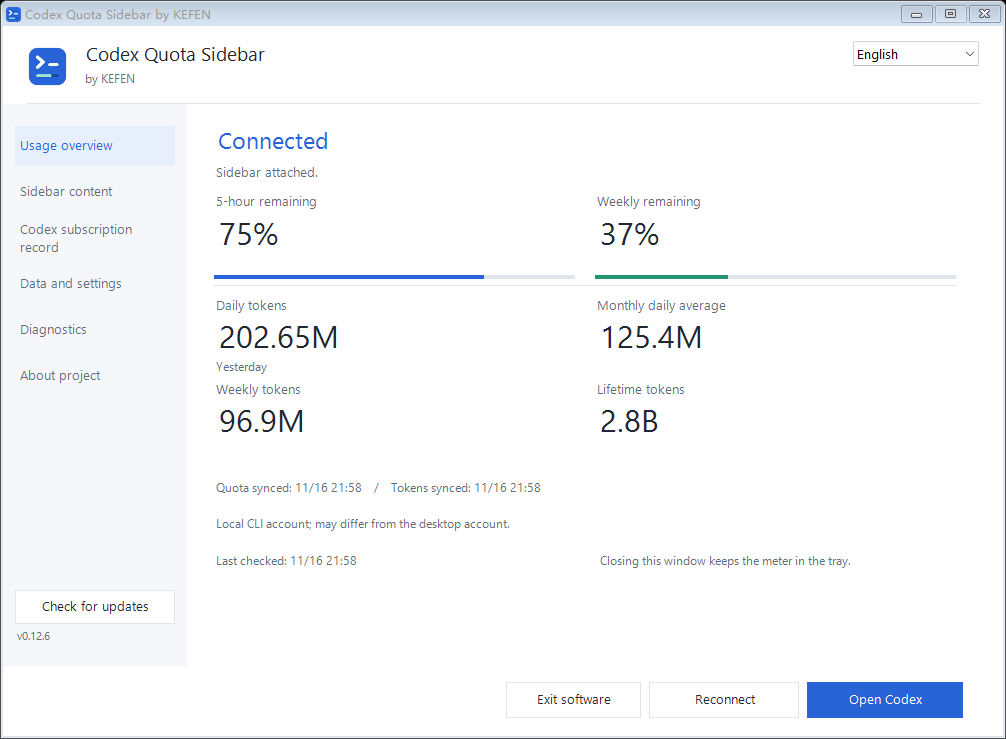 Codex Quota Sidebar by KEFEN
Codex Quota Sidebar
by KEFEN
English
Usage overview
Sidebar content
Codex subscription
record
Data and settings
Diagnostics
About project
Check for updates
v0.12.6
Connected
Sidebar attached.
5-hour remaining
75%
Weekly remaining
37%
Daily tokens
202.65M
Yesterday
Monthly daily average
125.4M
Weekly tokens
96.9M
Lifetime tokens
2.8B
Quota synced: 11/16 21:58 / Tokens synced: 11/16 21:58
Local CLI account; may differ from the desktop account.
Last checked: 11/16 21:58
Closing this window keeps the meter in the tray.
Exit software
Reconnect
Open Codex